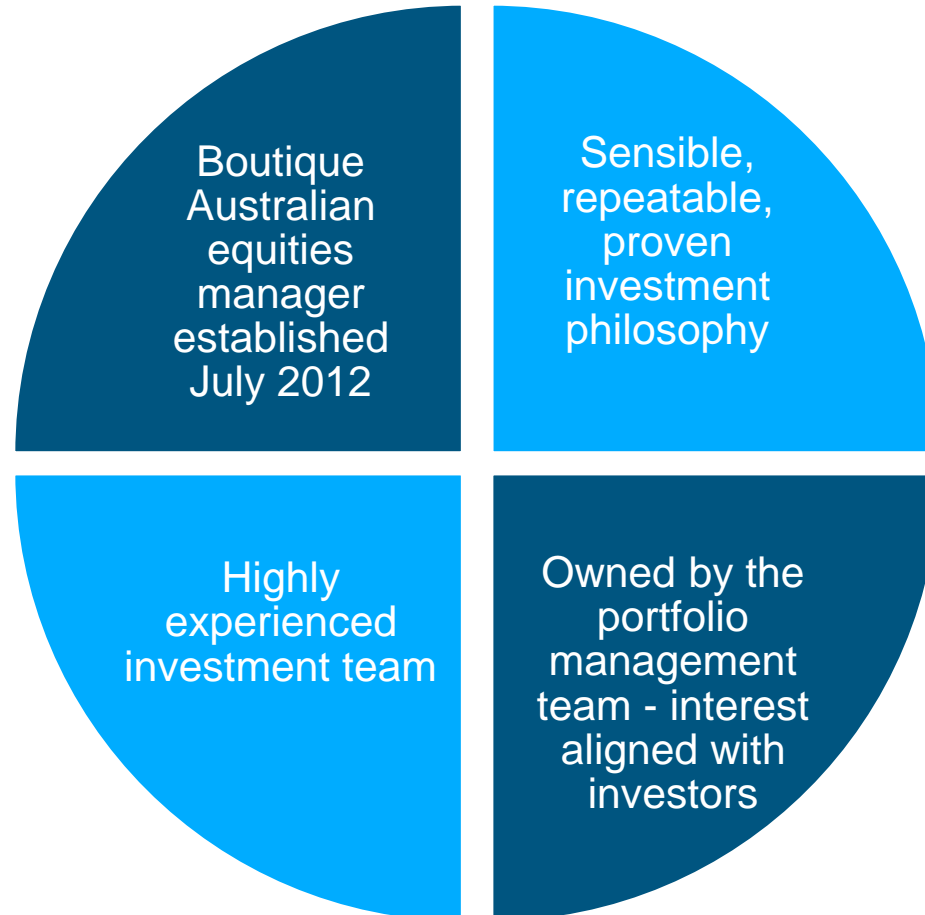 Boutique
Australian
equities
manager
established
July 2012
Sensible,
repeatable,
proven
investment
philosophy
Highly
experienced
investment team
Owned by the
portfolio
management
team - interest
aligned with
investors